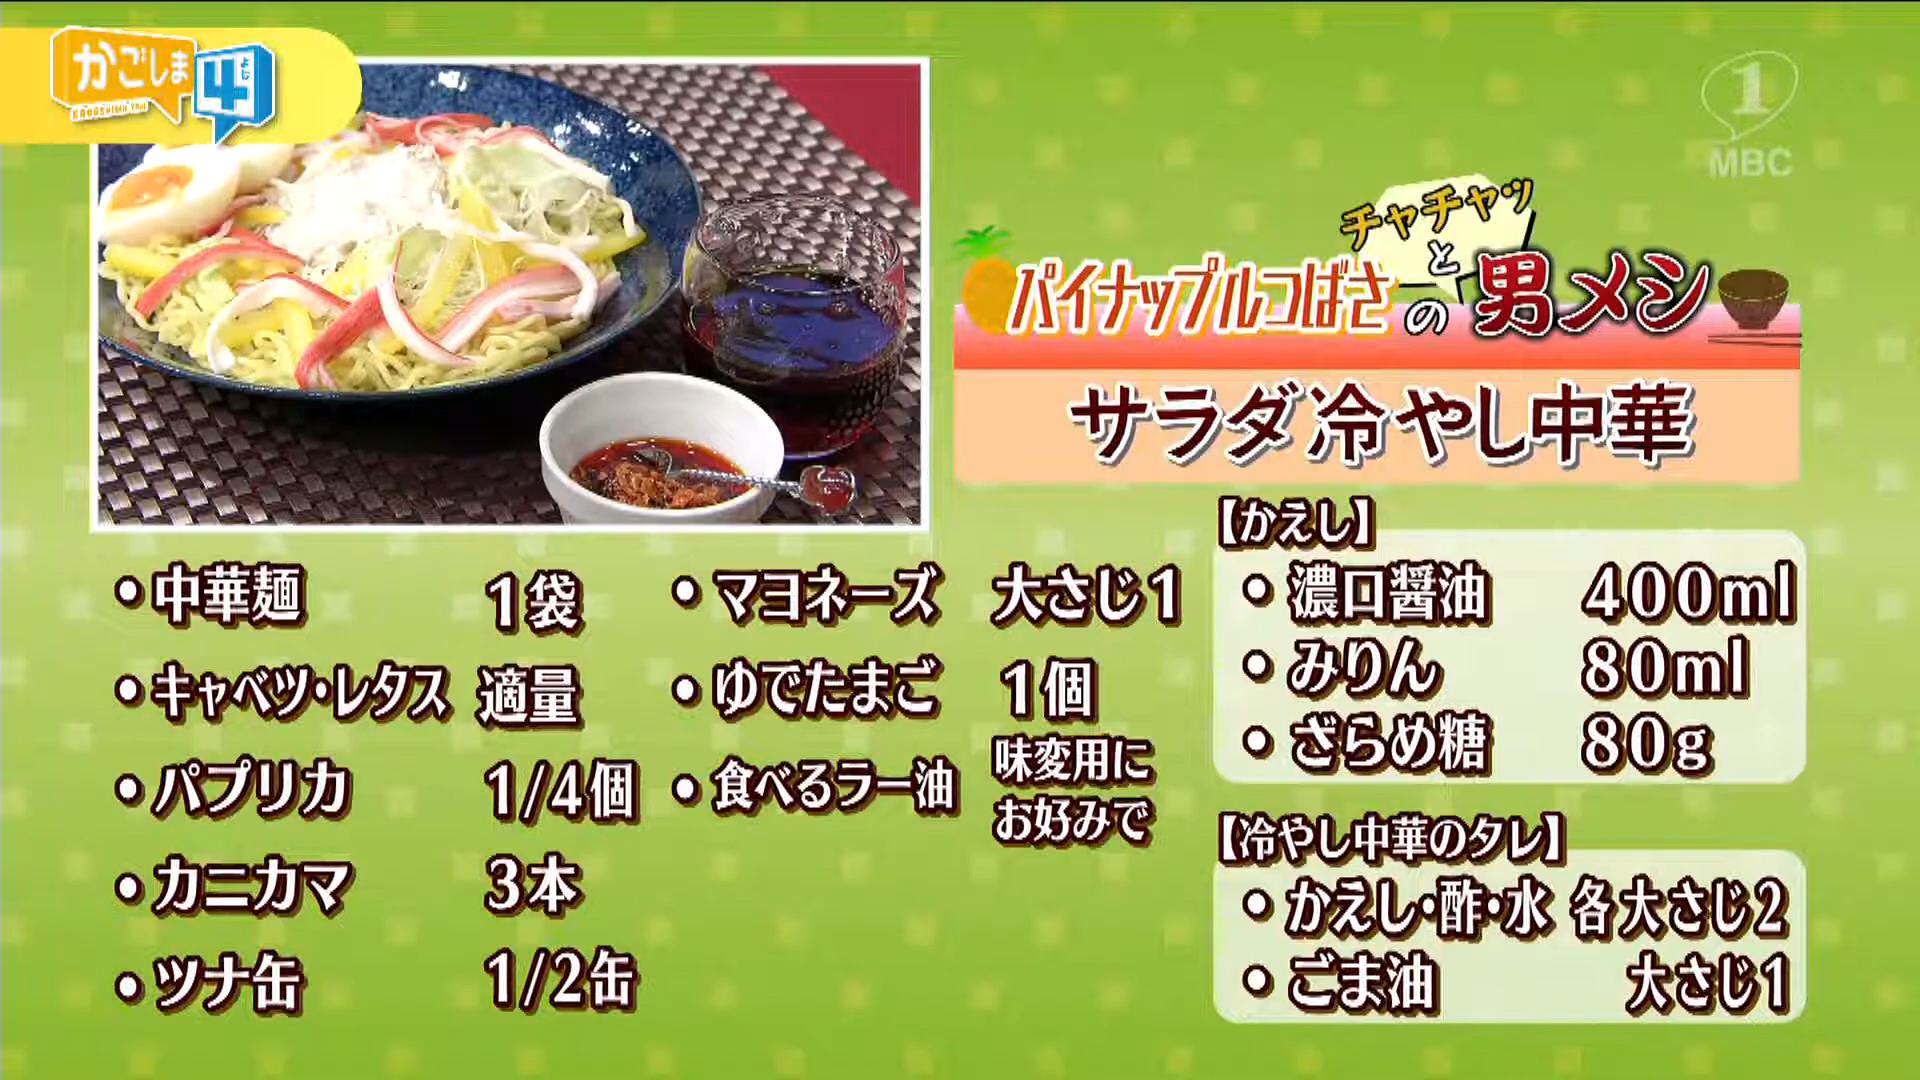 かごしま
KAGOSHIMA YOJI
4
よじ
1
MBC
チャチャッ
と
パイナップルつばさの男メシ
サラダ冷やし中華
・中華麺 1袋
・キャベツ・レタス 適量
・パプリカ 1/4個
・カニカマ 3本
・ツナ缶 1/2缶
・マヨネーズ 大さじ1
・ゆでたまご 1個
・食べるラー油 味変用に
お好みで
【かえし】
・濃口醤油 400ml
・みりん 80ml
・ざらめ糖 80g
【冷やし中華のタレ】
・かえし・酢・水 各大さじ2
・ごま油 大さじ1